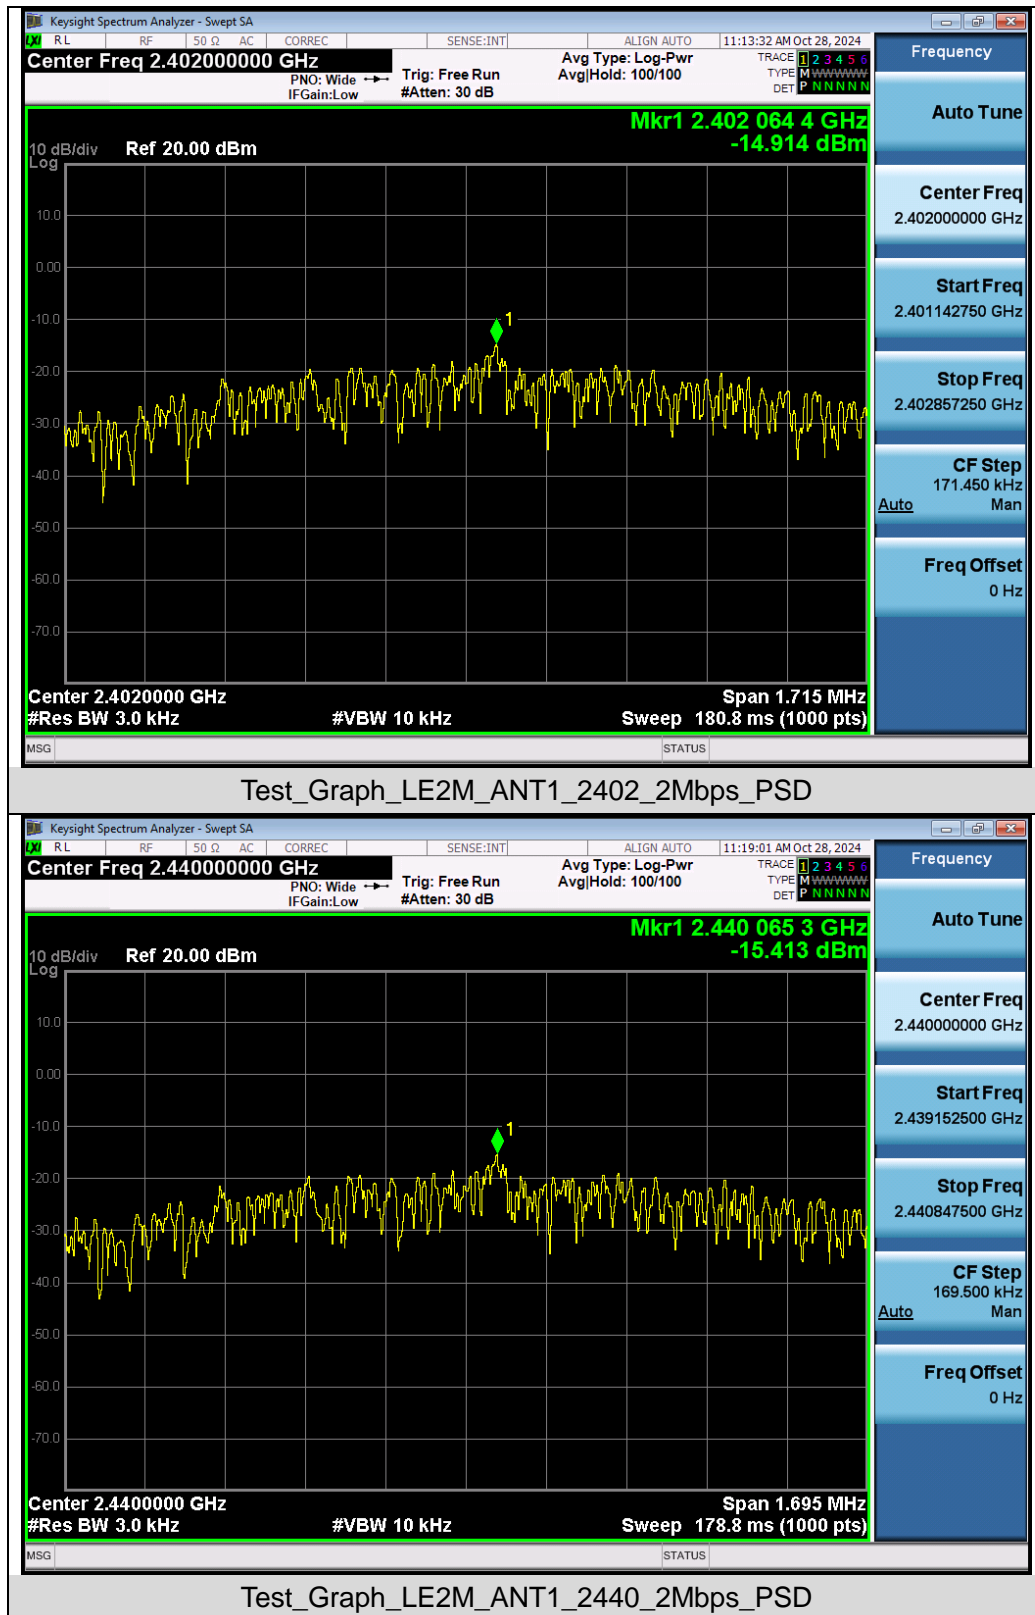 Keysight Spectrum Analyzer - Swept SA
LXI RL RF 50 Ω AC CORREC SENSE:INT ALIGN AUTO 11:13:32 AM Oct 28, 2024
Center Freq 2.402000000 GHz Avg Type: Log-Pwr TRACE 1 2 3 4 5 6
PNO: Wide Trig: Free Run Avg|Hold: 100/100 TYPE M WWWWW
IFGain:Low #Atten: 30 dB DET P N N N N N
Mkr1 2.402 064 4 GHz
-14.914 dBm
10 dB/div Ref 20.00 dBm
Log
10.0
0.00
-10.0
-20.0
-30.0
-40.0
-50.0
-60.0
-70.0
1
Center 2.4020000 GHz Span 1.715 MHz
#Res BW 3.0 kHz #VBW 10 kHz Sweep 180.8 ms (1000 pts)
MSG STATUS
Frequency
Auto Tune
Center Freq
2.402000000 GHz
Start Freq
2.401142750 GHz
Stop Freq
2.402857250 GHz
CF Step
171.450 kHz
Auto Man
Freq Offset
0 Hz
Test_Graph_LE2M_ANT1_2402_2Mbps_PSD
Keysight Spectrum Analyzer - Swept SA
LXI RL RF 50 Ω AC CORREC SENSE:INT ALIGN AUTO 11:19:01 AM Oct 28, 2024
Center Freq 2.440000000 GHz Avg Type: Log-Pwr TRACE 1 2 3 4 5 6
PNO: Wide Trig: Free Run Avg|Hold: 100/100 TYPE M WWWWW
IFGain:Low #Atten: 30 dB DET P N N N N N
Mkr1 2.440 065 3 GHz
-15.413 dBm
10 dB/div Ref 20.00 dBm
Log
10.0
0.00
-10.0
-20.0
-30.0
-40.0
-50.0
-60.0
-70.0
1
Center 2.4400000 GHz Span 1.695 MHz
#Res BW 3.0 kHz #VBW 10 kHz Sweep 178.8 ms (1000 pts)
MSG STATUS
Frequency
Auto Tune
Center Freq
2.440000000 GHz
Start Freq
2.439152500 GHz
Stop Freq
2.440847500 GHz
CF Step
169.500 kHz
Auto Man
Freq Offset
0 Hz
Test_Graph_LE2M_ANT1_2440_2Mbps_PSD